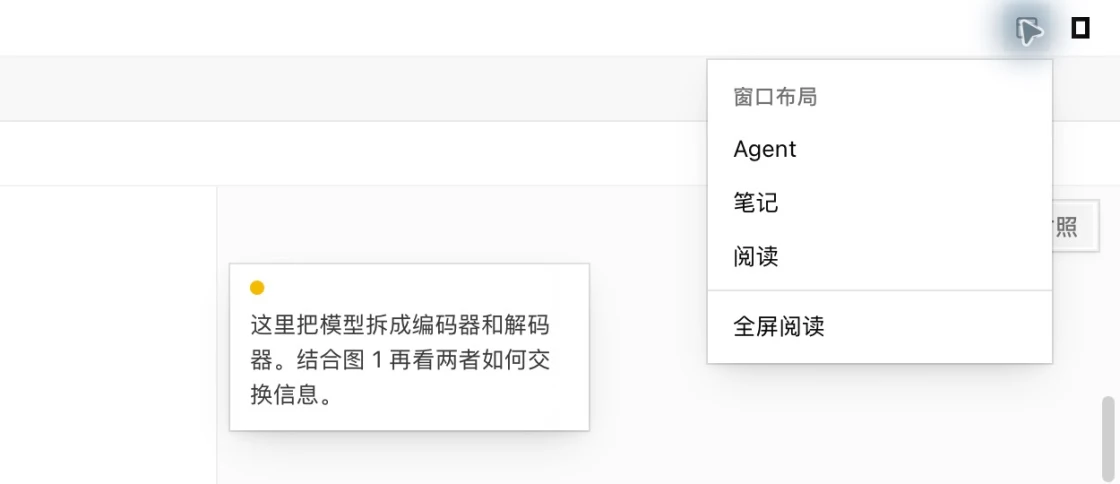 窗口布局
Agent
笔记
阅读
照
全屏阅读
这里把模型拆成编码器和解码
器。结合图 1 再看两者如何交
换信息。